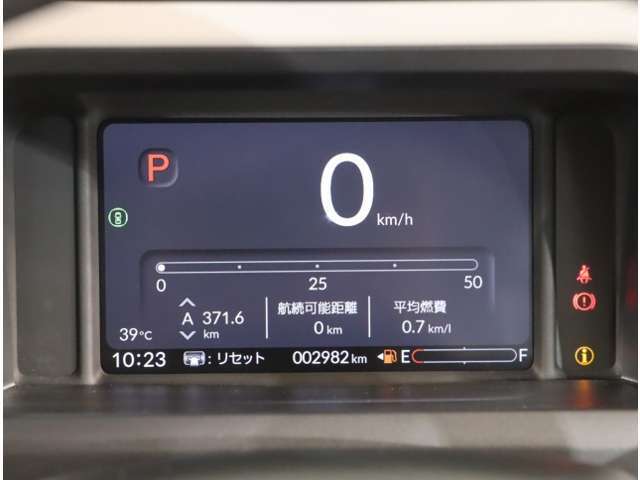 P
0 km/h
0 25 50
A 371.6 km
航続可能距離
0 km
平均燃費
0.7 km/l
39℃
10:23
: リセット
002982 km
E F